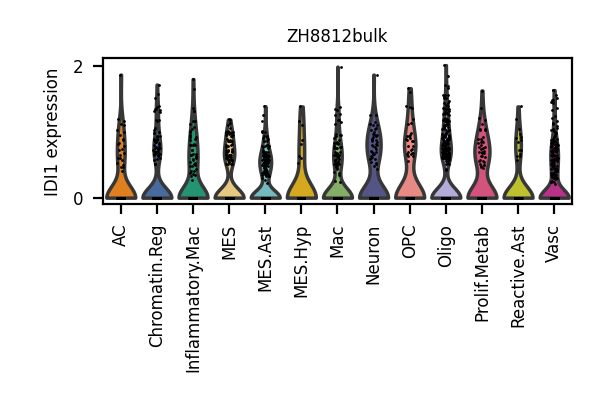 ZH8812bulk
IDI1 expression
2
0
AC
Chromatin.Reg
Inflammatory.Mac
MES
MES.Ast
MES.Hyp
Mac
Neuron
OPC
Oligo
Prolif.Metab
Reactive.Ast
Vasc